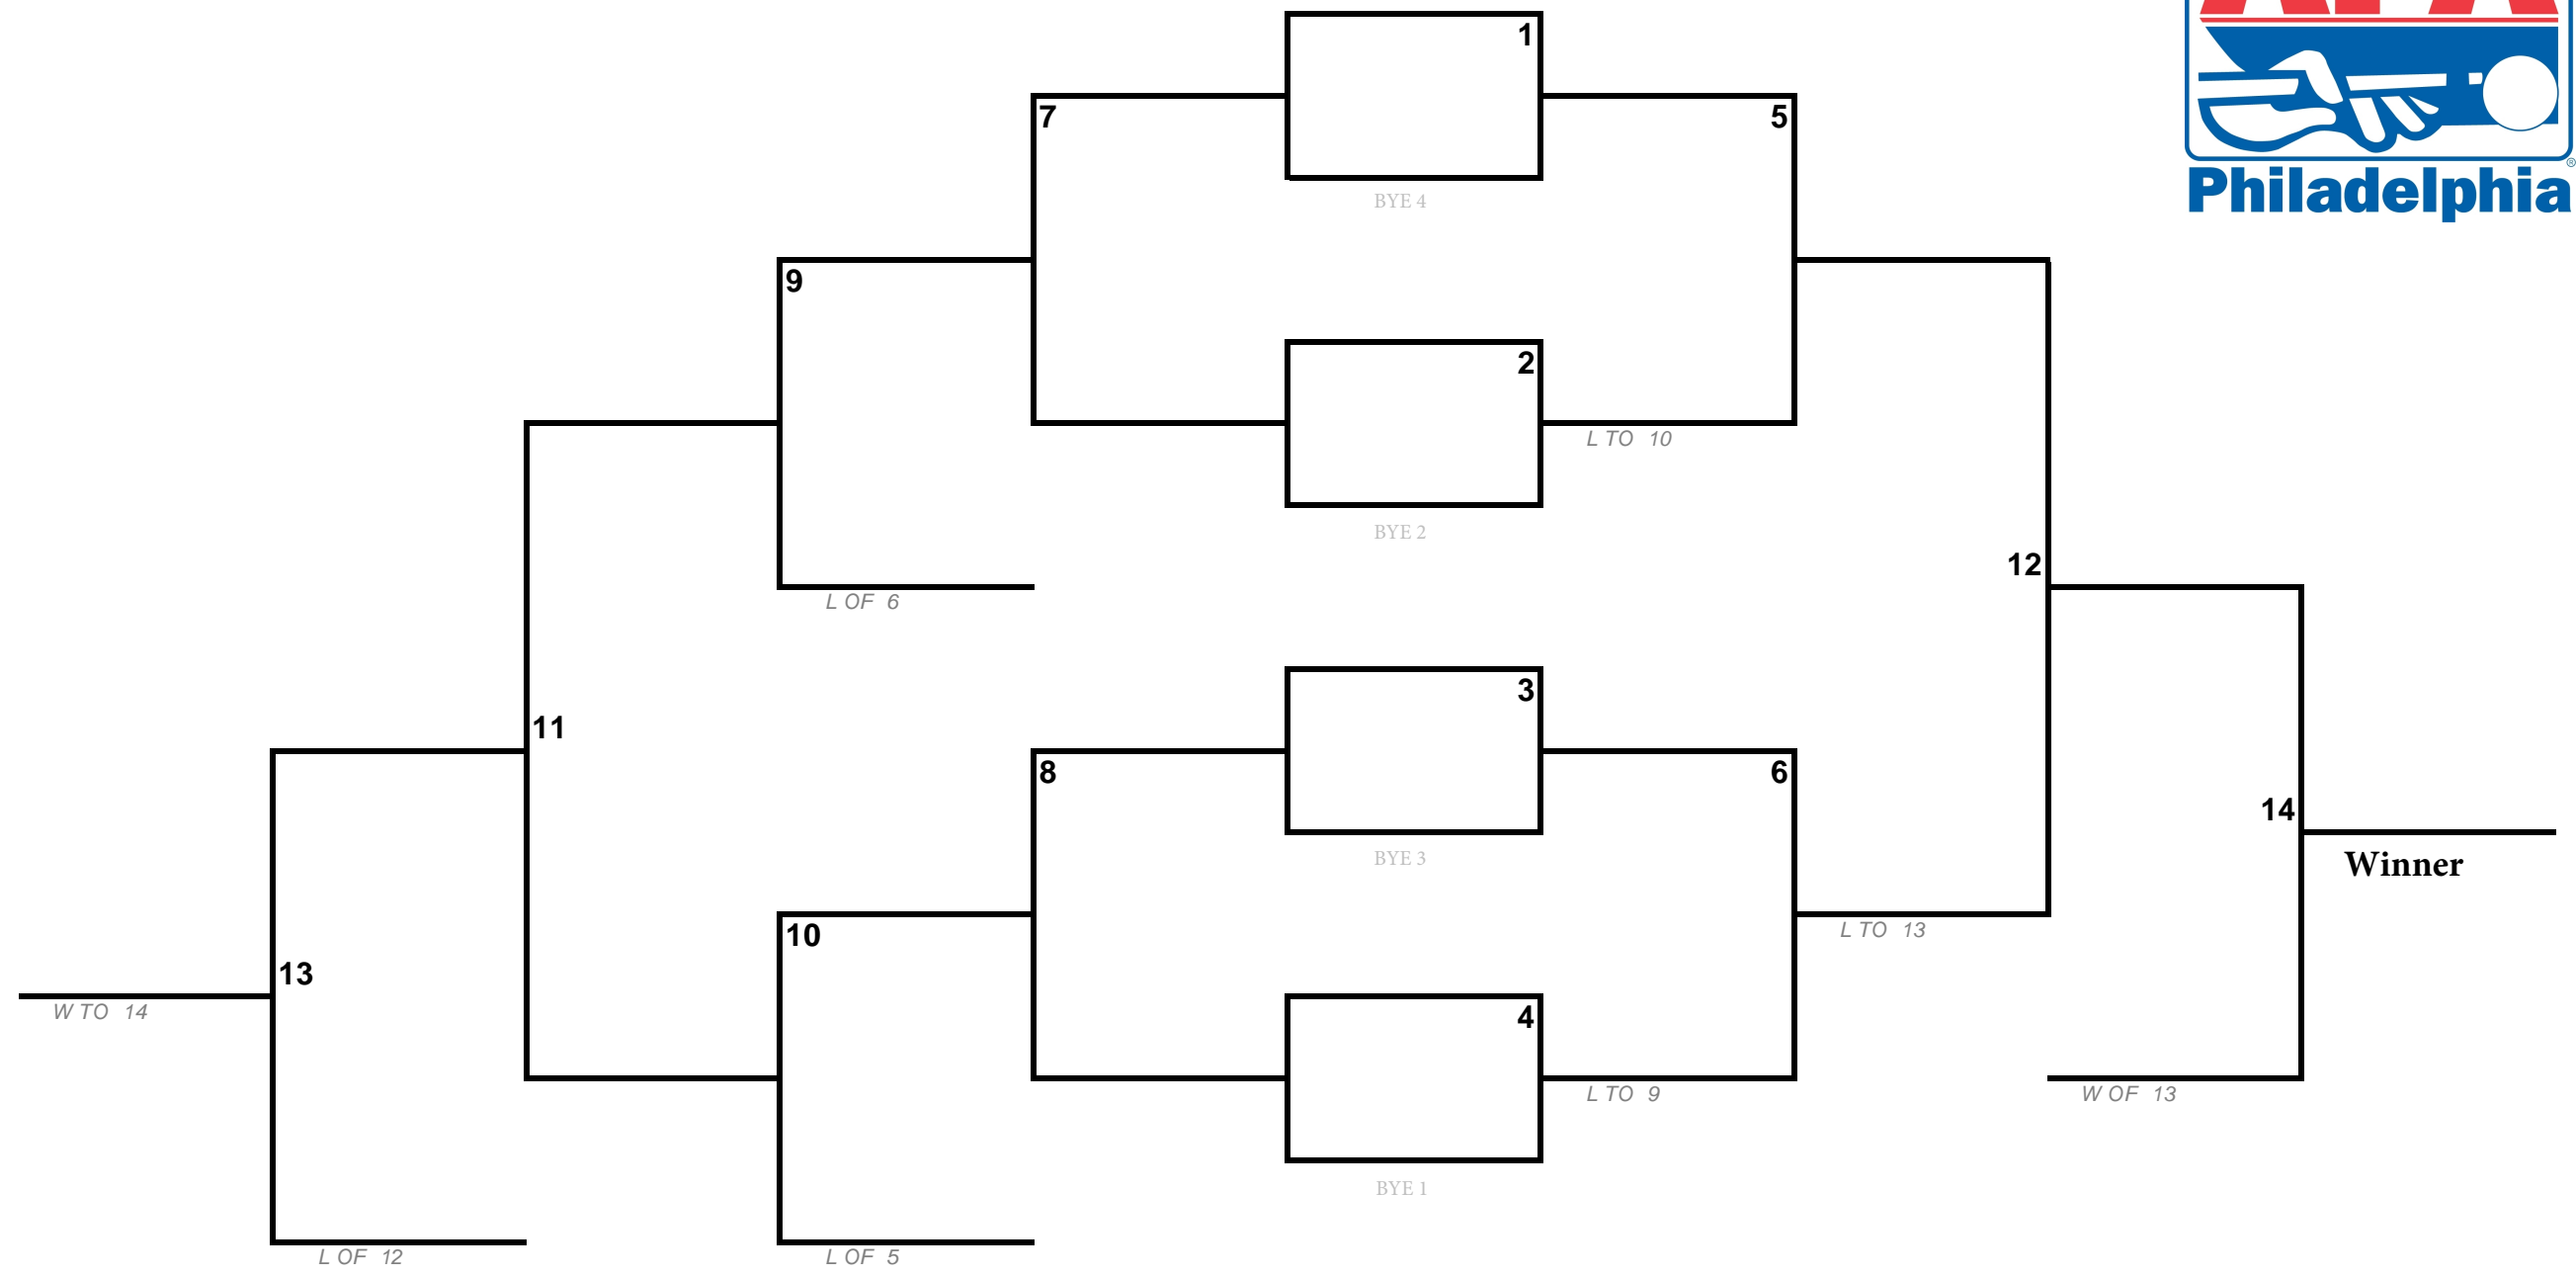 APA
®
Philadelphia
1
7
5
BYE 4
9
2
L TO 10
BYE 2
12
L OF 6
3
11
8
6
14
BYE 3
Winner
10
L TO 13
13
W TO 14
4
L TO 9
W OF 13
BYE 1
L OF 12
L OF 5